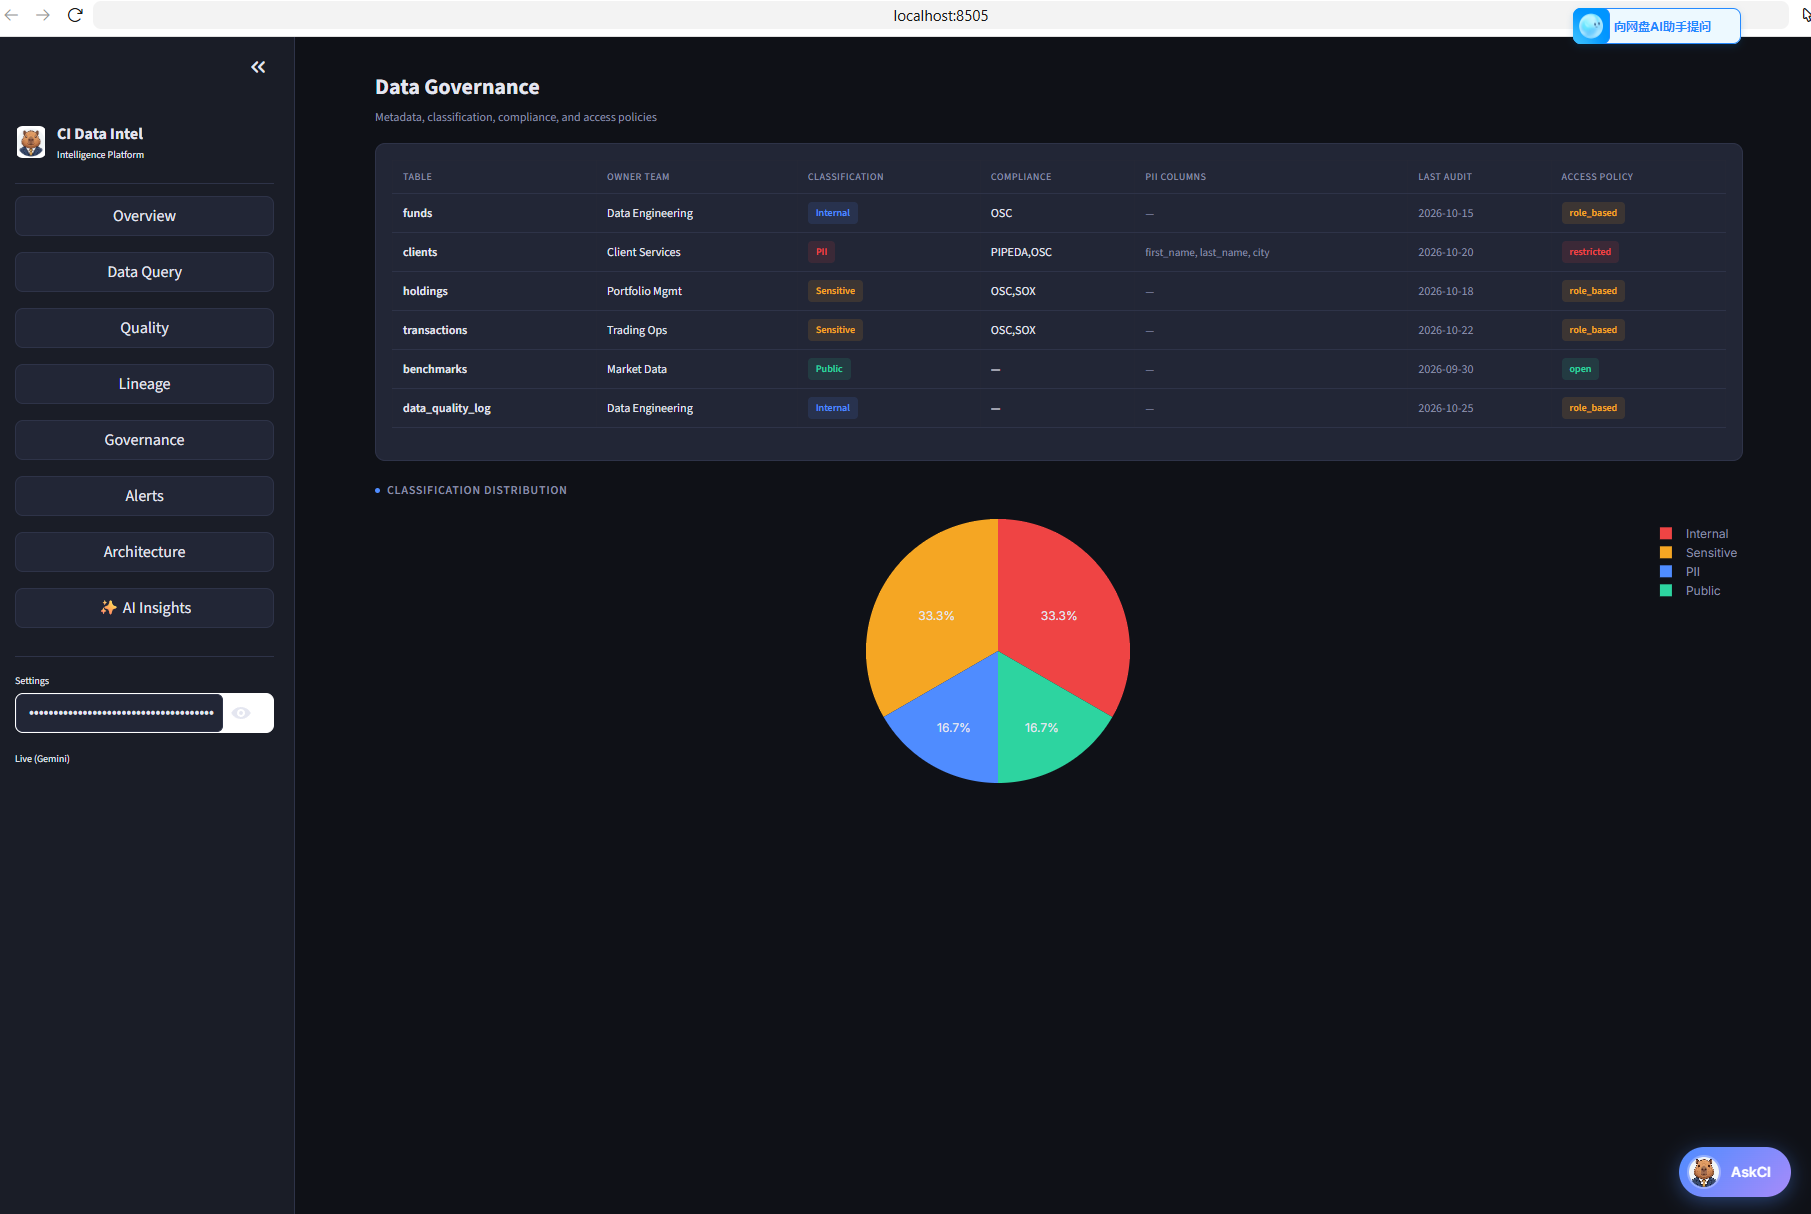 localhost:8505
向网盘AI助手提问
CI Data Intel
Intelligence Platform
Overview
Data Query
Quality
Lineage
Governance
Alerts
Architecture
✨ AI Insights
Settings
••••••••••••••••••••••••••••••••••••••
Live (Gemini)
Data Governance
Metadata, classification, compliance, and access policies
TABLE OWNER TEAM CLASSIFICATION COMPLIANCE PII COLUMNS LAST AUDIT ACCESS POLICY
funds Data Engineering Internal OSC — 2026-10-15 role_based
clients Client Services PII PIPEDA,OSC first_name, last_name, city 2026-10-20 restricted
holdings Portfolio Mgmt Sensitive OSC,SOX — 2026-10-18 role_based
transactions Trading Ops Sensitive OSC,SOX — 2026-10-22 role_based
benchmarks Market Data Public — — 2026-09-30 open
data_quality_log Data Engineering Internal — — 2026-10-25 role_based
CLASSIFICATION DISTRIBUTION
33.3% 33.3%
16.7% 16.7%
Internal
Sensitive
PII
Public
AskCI